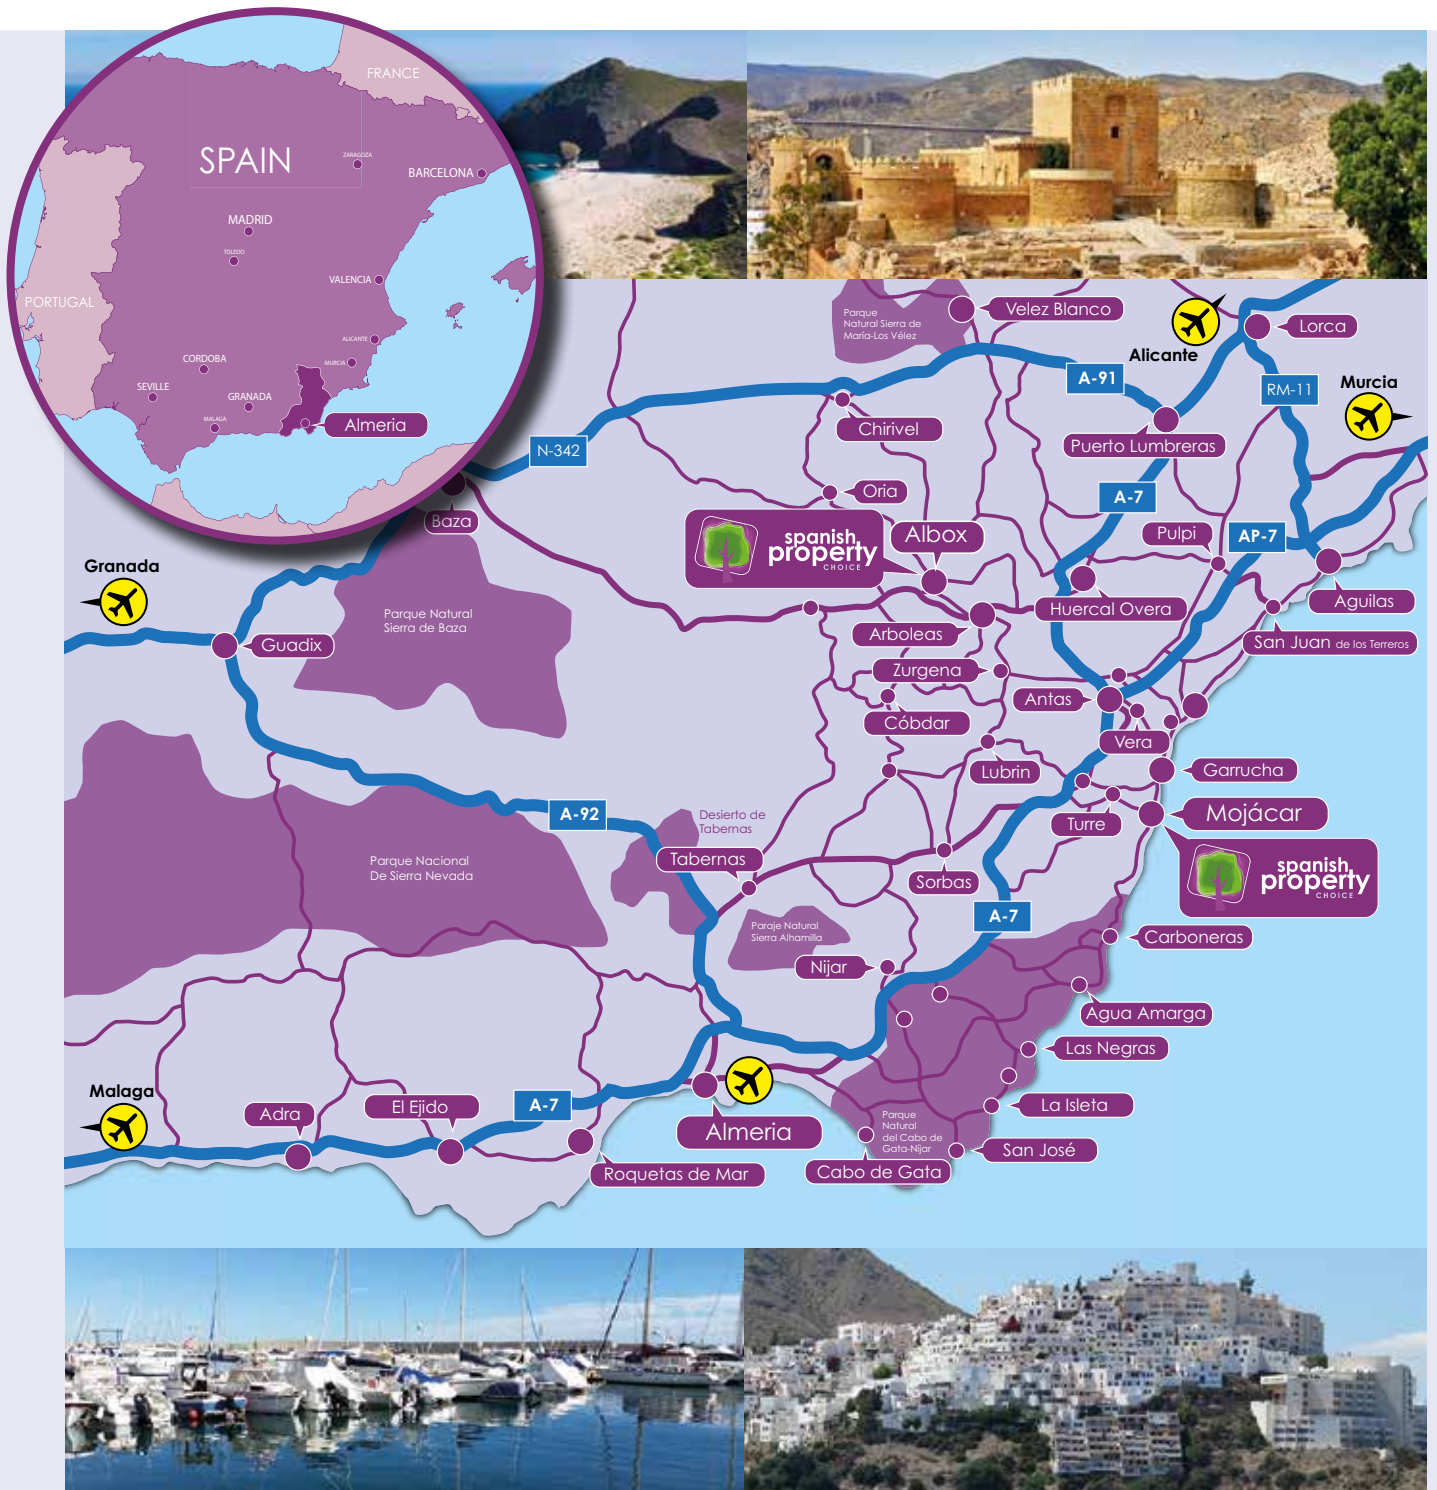 FRANCE
SPAIN
ZARAGOZA
BARCELONA
MADRID
TOLEDO
VALENCIA
PORTUGAL
ALICANTE
MURCIA
CORDOBA
SEVILLE
GRANADA
MALAGA
Almeria
Parque
Natural Sierra de
María-Los Vélez
Velez Blanco
Alicante
Lorca
A-91
RM-11
Murcia
Chirivel
Puerto Lumbreras
N-342
A-7
Oria
Baza
spanish
property
CHOICE
Albox
Pulpi
AP-7
Granada
Parque Natural
Sierra de Baza
Huercal Overa
Aguilas
Arboleas
Guadix
San Juan de los Terreros
Zurgena
Antas
Cóbdar
Vera
Lubrin
Garrucha
A-92
Desierto de
Tabernas
Turre
Mojácar
Parque Nacional
De Sierra Nevada
Tabernas
Sorbas
spanish
property
CHOICE
A-7
Paraje Natural
Sierra Alhamilla
Carboneras
Nijar
Agua Amarga
Las Negras
Malaga
Adra
El Ejido
A-7
La Isleta
Almeria
Parque
Natural
del Cabo de
Gata-Níjar
San José
Roquetas de Mar
Cabo de Gata